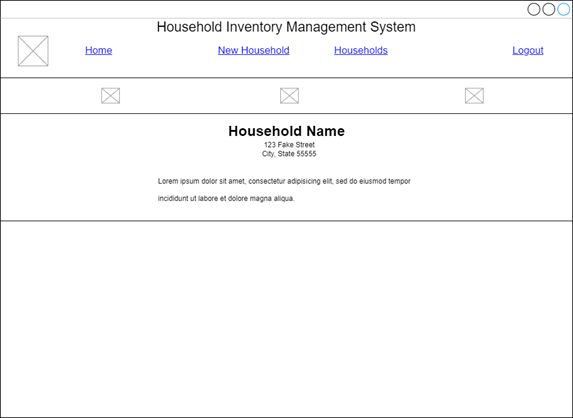 Household Inventory Management System
Home New Household Households Logout
Household Name
123 Fake Street
City, State 55555
Lorem ipsum dolor sit amet, consectetur adipisicing elit, sed do eiusmod tempor
incididunt ut labore et dolore magna aliqua.